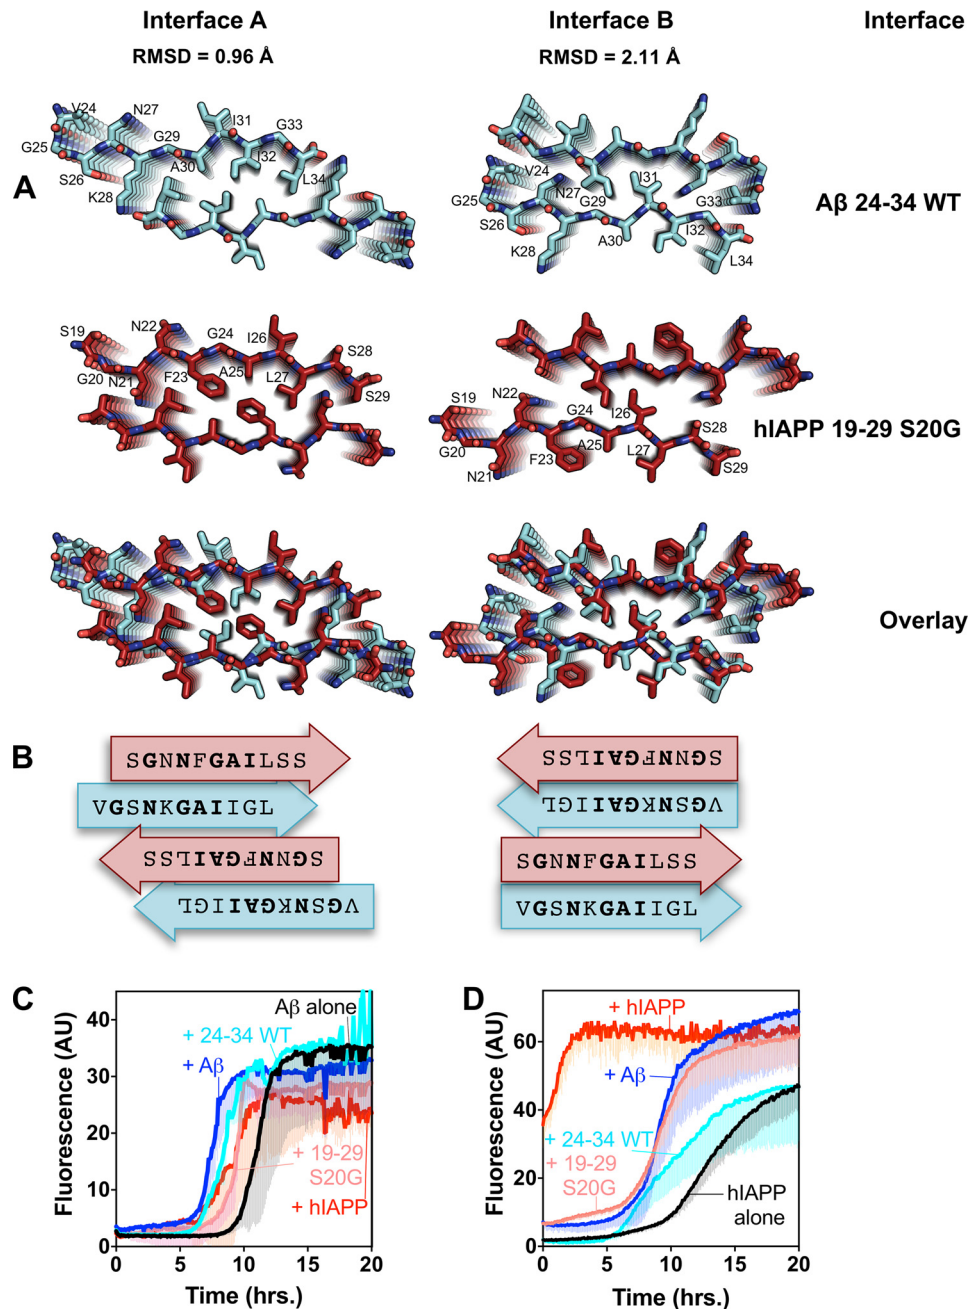 Interface A Interface B Interface
RMSD = 0.96 Å RMSD = 2.11 Å
A
V24 N27 I31 G33
G25 G29
S26 A30 I32
K28 L34
V24 I31
G25 N27 G33
S26 G29
A30 I32
K28 L34
Aβ 24-34 WT
S19 N22 G24 I26 S28
G20 N21 F23 A25 L27 S29
S19 N22 G24 I26
G20 A25 L27 S28
N21 F23 S29
hIAPP 19-29 S20G
Overlay
B
SGNNFGAILSS
VGSNKGAIIGL
SGNNFGAILSS
VGSNKGAIIGL
SGNNFGAILSS
VGSNKGAIIGL
SGNNFGAILSS
VGSNKGAIIGL
C
Fluorescence (AU)
40
30
20
10
0
Aβ alone
+ 24-34 WT
+ Aβ
+ 19-29
S20G
+ hIAPP
0 5 10 15 20
Time (hrs.)
D
Fluorescence (AU)
60
40
20
0
+ hIAPP
+ Aβ
+ 24-34 WT
+ 19-29
S20G
hIAPP
alone
0 5 10 15 20
Time (hrs.)